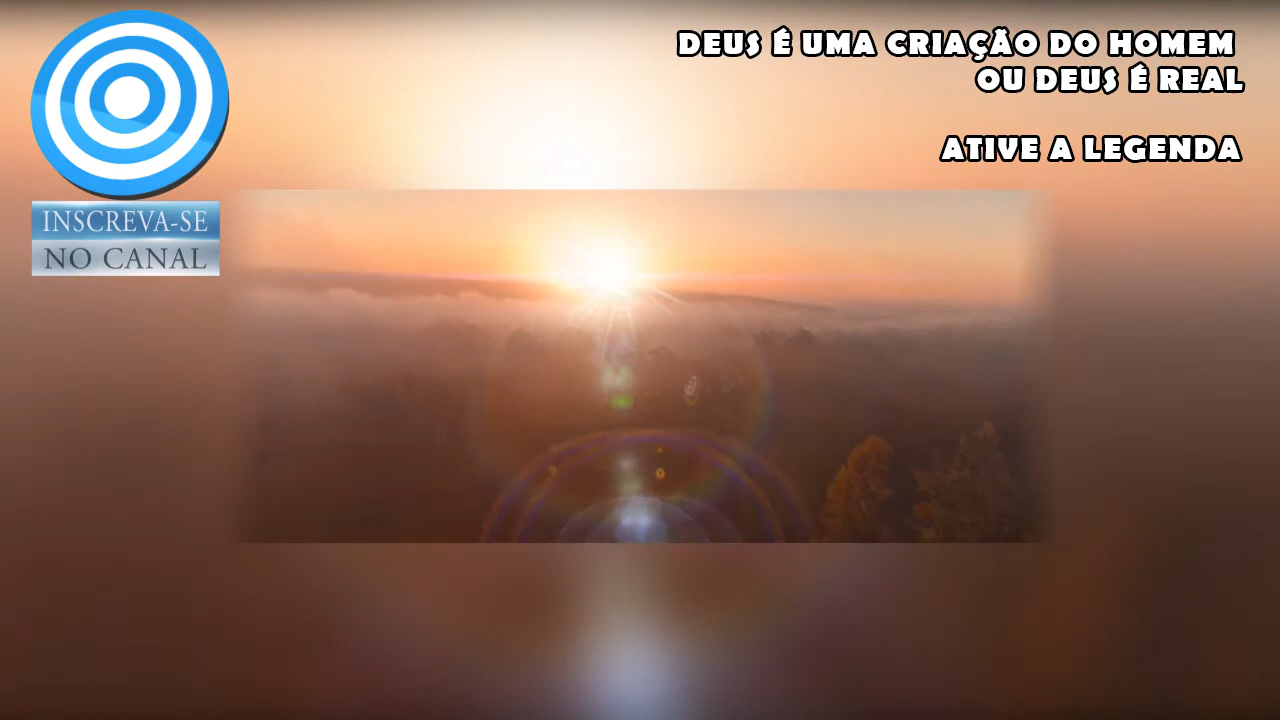 DEUS É UMA CRIAÇÃO DO HOMEM
OU DEUS É REAL
ATIVE A LEGENDA
INSCREVA-SE
NO CANAL